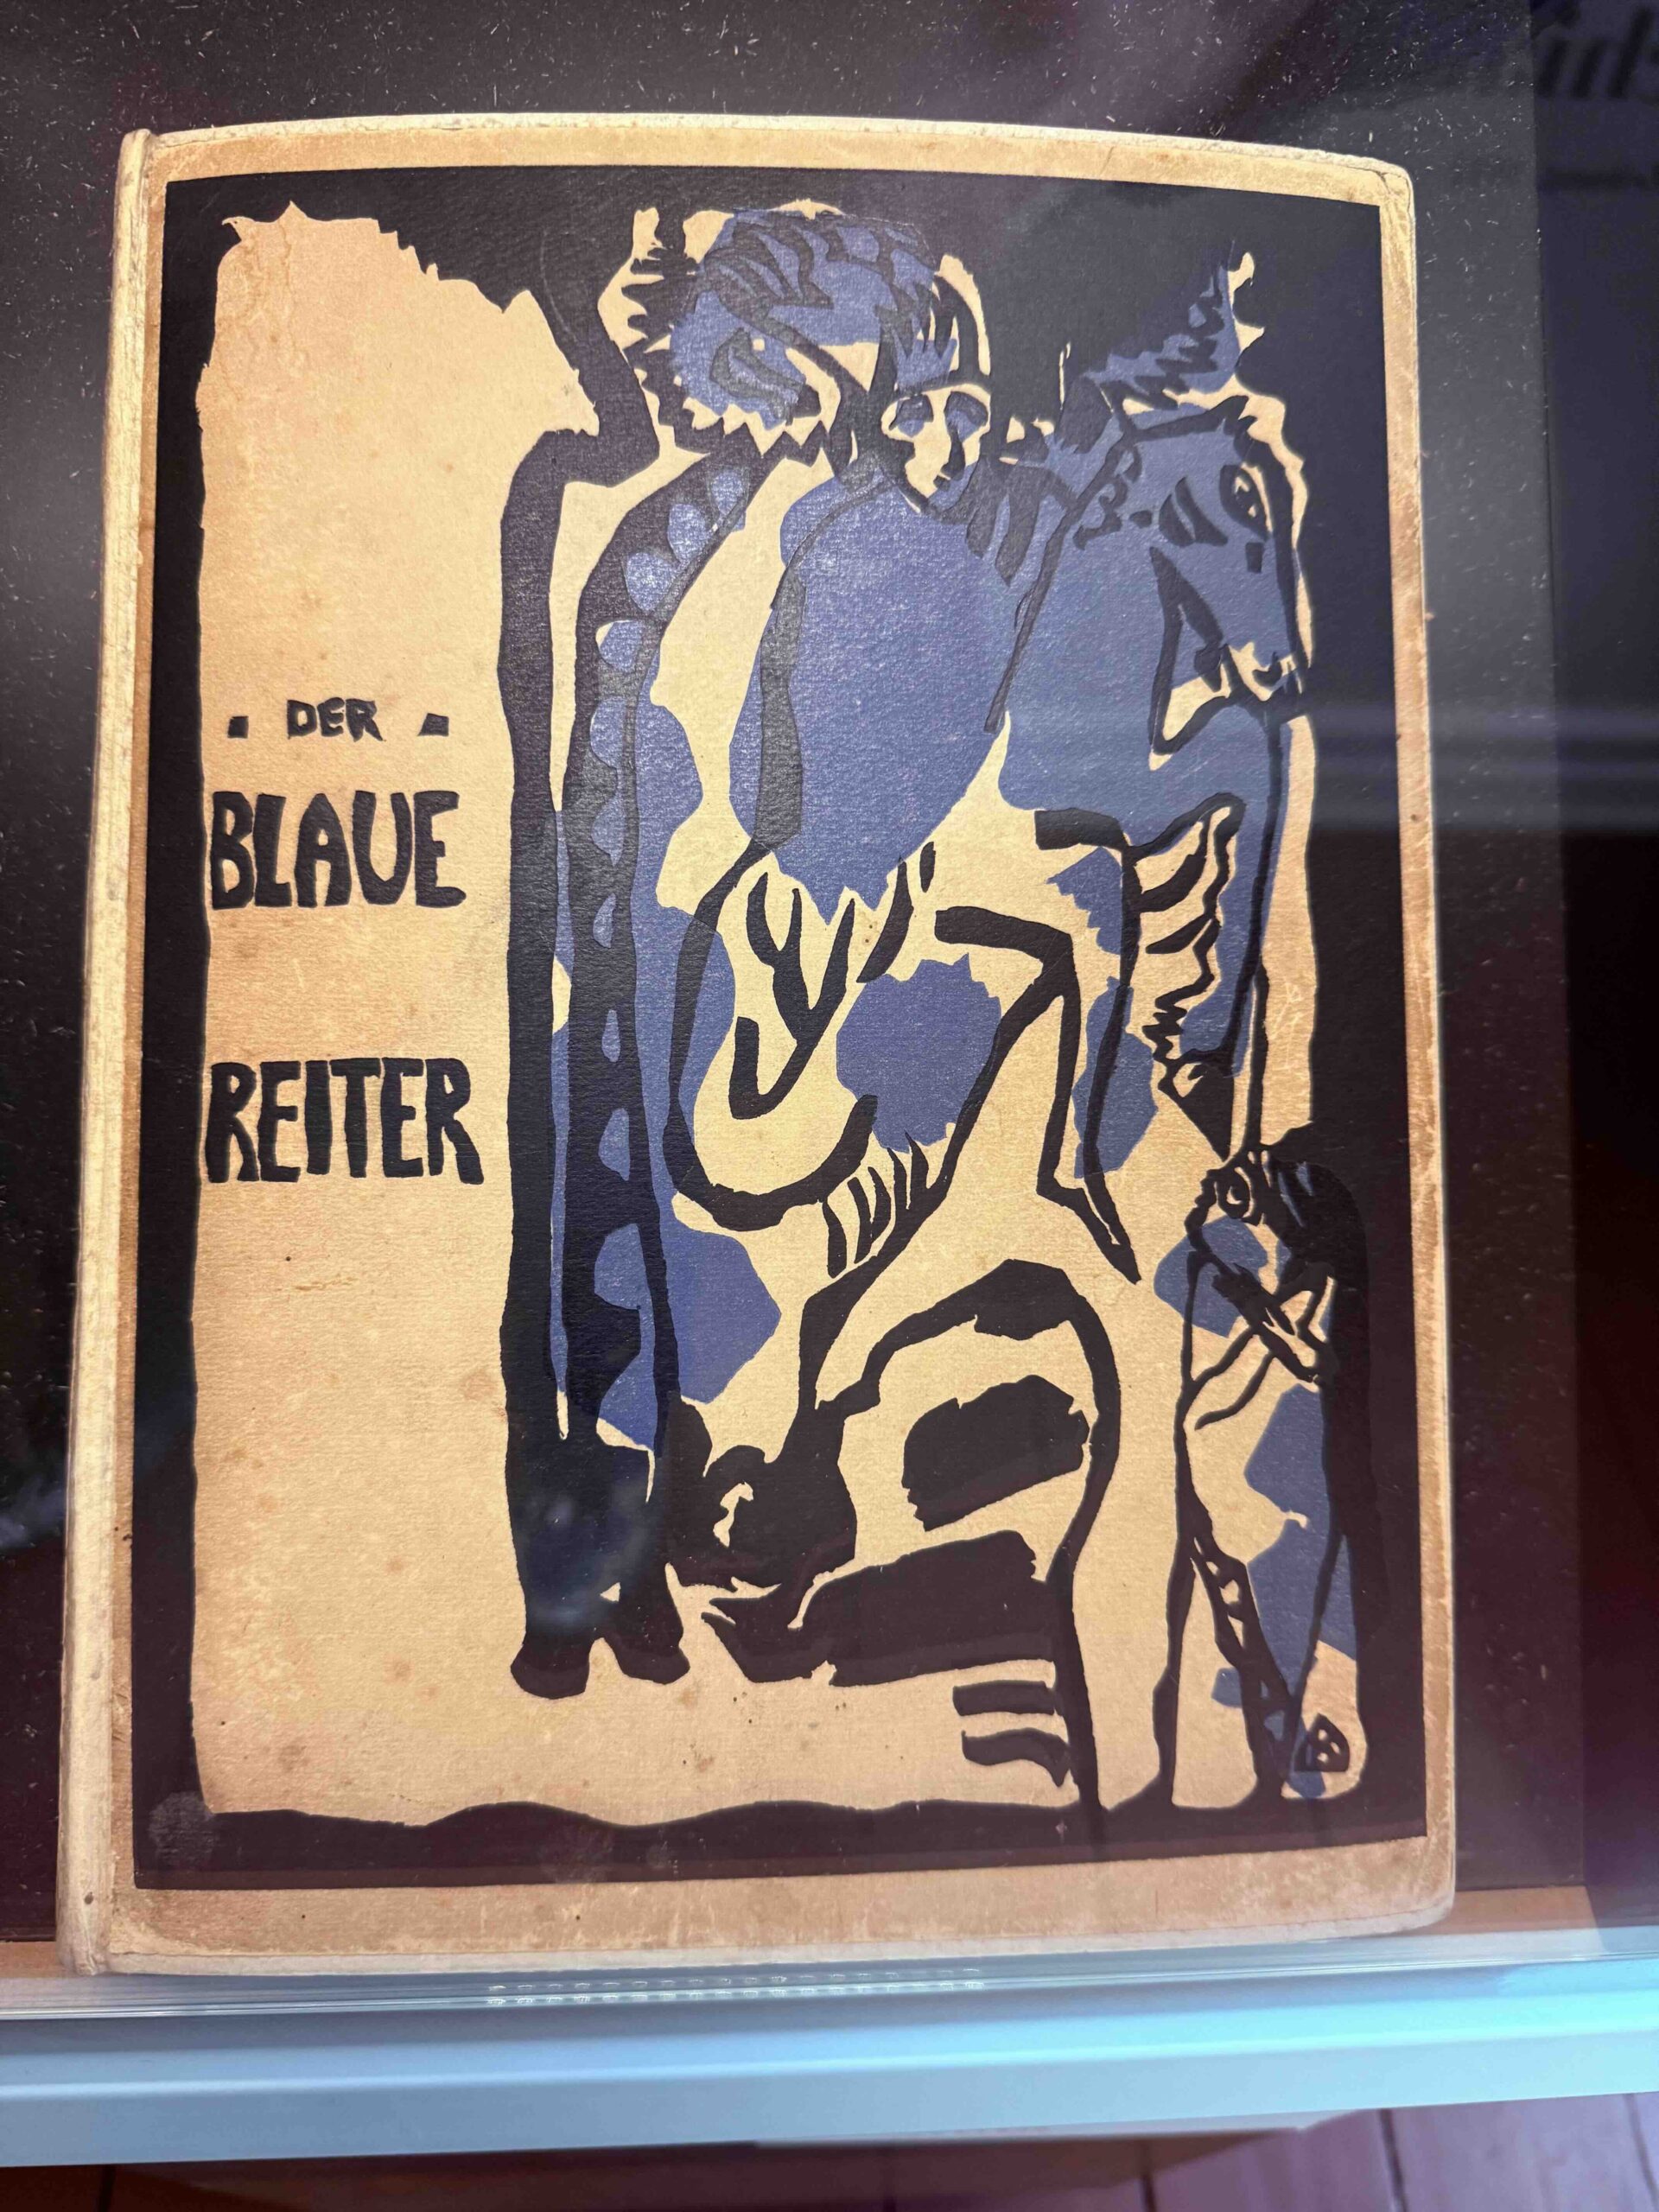 ▪ DER ▪
BLAUE
REITER